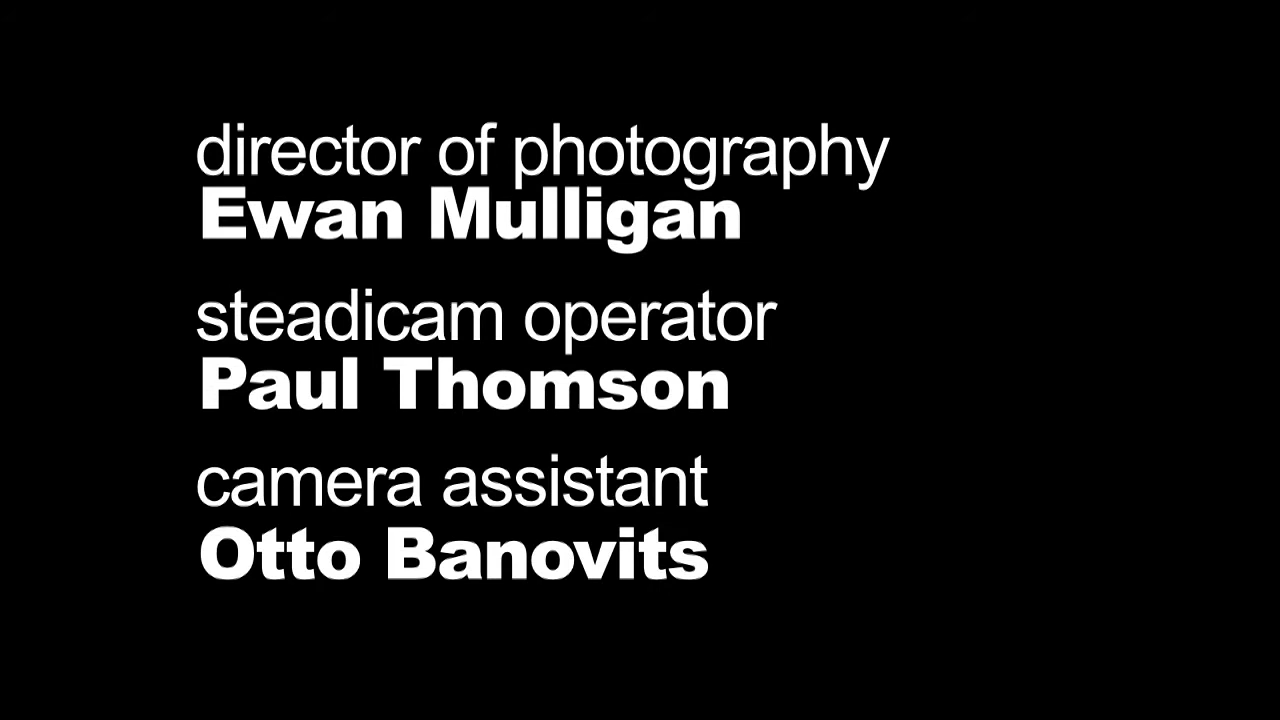 director of photography
Ewan Mulligan
steadicam operator
Paul Thomson
camera assistant
Otto Banovits